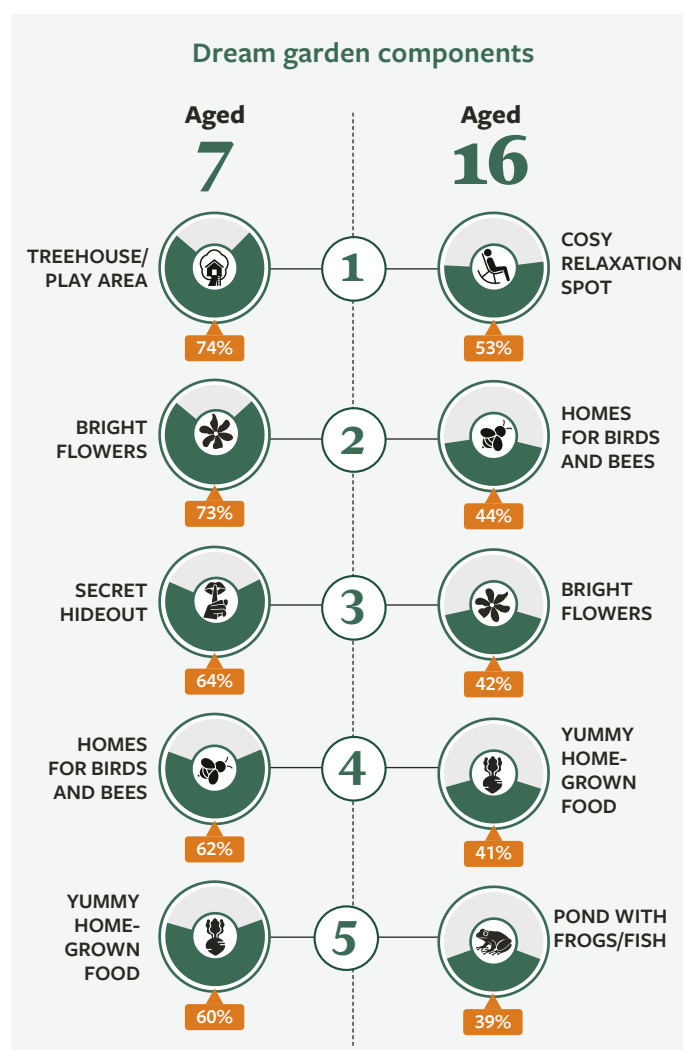 Dream garden components
Aged
7
Aged
16
TREEHOUSE/
PLAY AREA
74%
1
COSY
RELAXATION
SPOT
53%
BRIGHT
FLOWERS
73%
2
HOMES
FOR BIRDS
AND BEES
44%
SECRET
HIDEOUT
64%
3
BRIGHT
FLOWERS
42%
HOMES
FOR BIRDS
AND BEES
62%
4
YUMMY
HOME-
GROWN
FOOD
41%
YUMMY
HOME-
GROWN
FOOD
60%
5
POND WITH
FROGS/FISH
39%